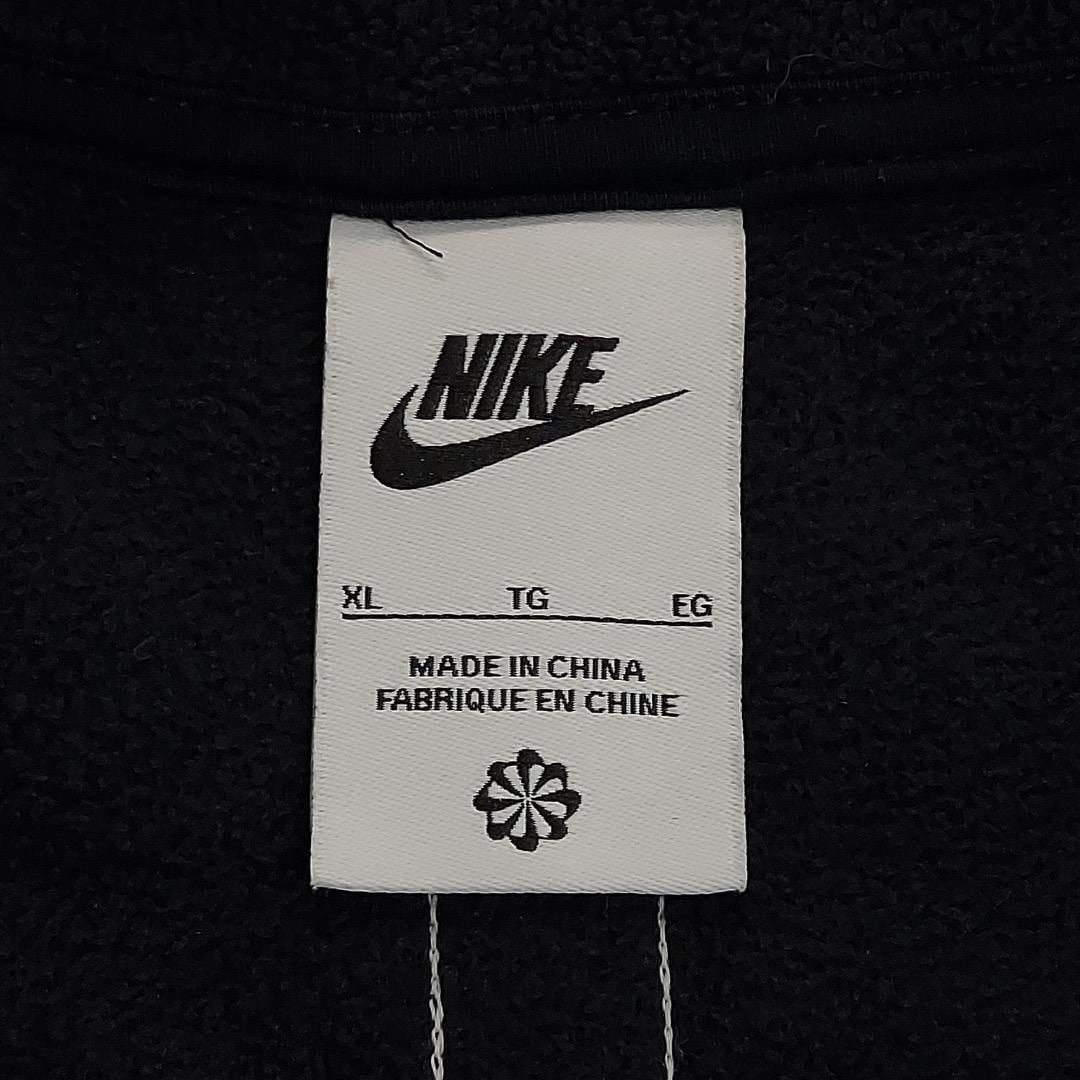 NIKE
XL TG EG
MADE IN CHINA
FABRIQUE EN CHINE